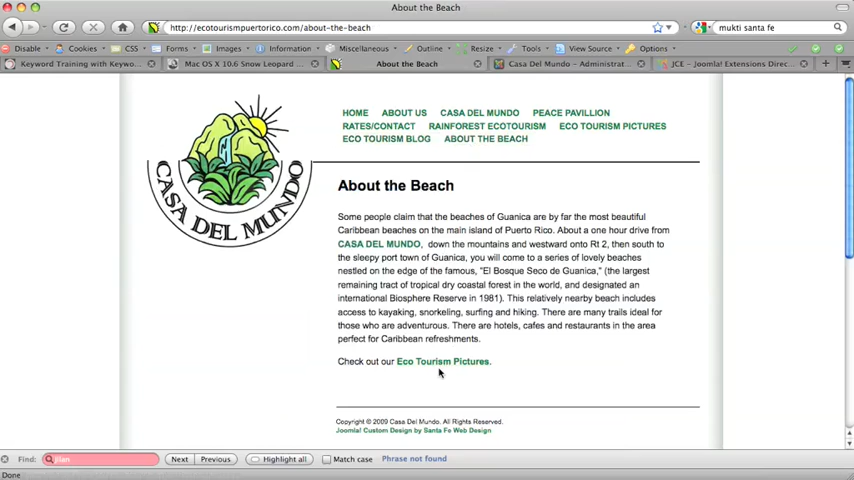 About the Beach
http://ecotourismpuertorico.com/about-the-beach
mukti santa fe
Disable Cookies CSS Forms Images Information Miscellaneous Outline Resize Tools View Source Options
Keyword Training with Keywo...
Mac OS X 10.6 Snow Leopard ...
About the Beach
Casa Del Mundo - Administrat...
JCE - Joomla! Extensions Direc...
HOME ABOUT US CASA DEL MUNDO PEACE PAVILLION
RATES/CONTACT RAINFOREST ECOTOURISM ECO TOURISM PICTURES
ECO TOURISM BLOG ABOUT THE BEACH
CASA DEL MUNDO
About the Beach
Some people claim that the beaches of Guanica are by far the most beautiful
Caribbean beaches on the main island of Puerto Rico. About a one hour drive from
CASA DEL MUNDO, down the mountains and westward onto Rt 2, then south to
the sleepy port town of Guanica, you will come to a series of lovely beaches
nestled on the edge of the famous, "El Bosque Seco de Guanica," (the largest
remaining tract of tropical dry coastal forest in the world, and designated an
international Biosphere Reserve in 1981). This relatively nearby beach includes
access to kayaking, snorkeling, surfing and hiking. There are many trails ideal for
those who are adventurous. There are hotels, cafes and restaurants in the area
perfect for Caribbean refreshments.
Check out our Eco Tourism Pictures.
Copyright © 2009 Casa Del Mundo. All Rights Reserved.
Joomla! Custom Design by Santa Fe Web Design
Find: Next Previous Highlight all Match case Phrase not found
Done